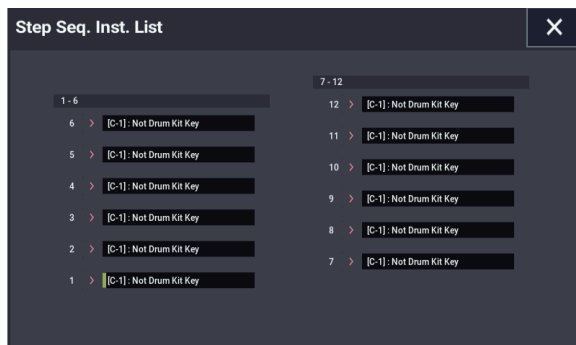 Step Seq. Inst. List
1 - 6
6 > [C-1] : Not Drum Kit Key
5 > [C-1] : Not Drum Kit Key
4 > [C-1] : Not Drum Kit Key
3 > [C-1] : Not Drum Kit Key
2 > [C-1] : Not Drum Kit Key
1 > [C-1] : Not Drum Kit Key
7 - 12
12 > [C-1] : Not Drum Kit Key
11 > [C-1] : Not Drum Kit Key
10 > [C-1] : Not Drum Kit Key
9 > [C-1] : Not Drum Kit Key
8 > [C-1] : Not Drum Kit Key
7 > [C-1] : Not Drum Kit Key